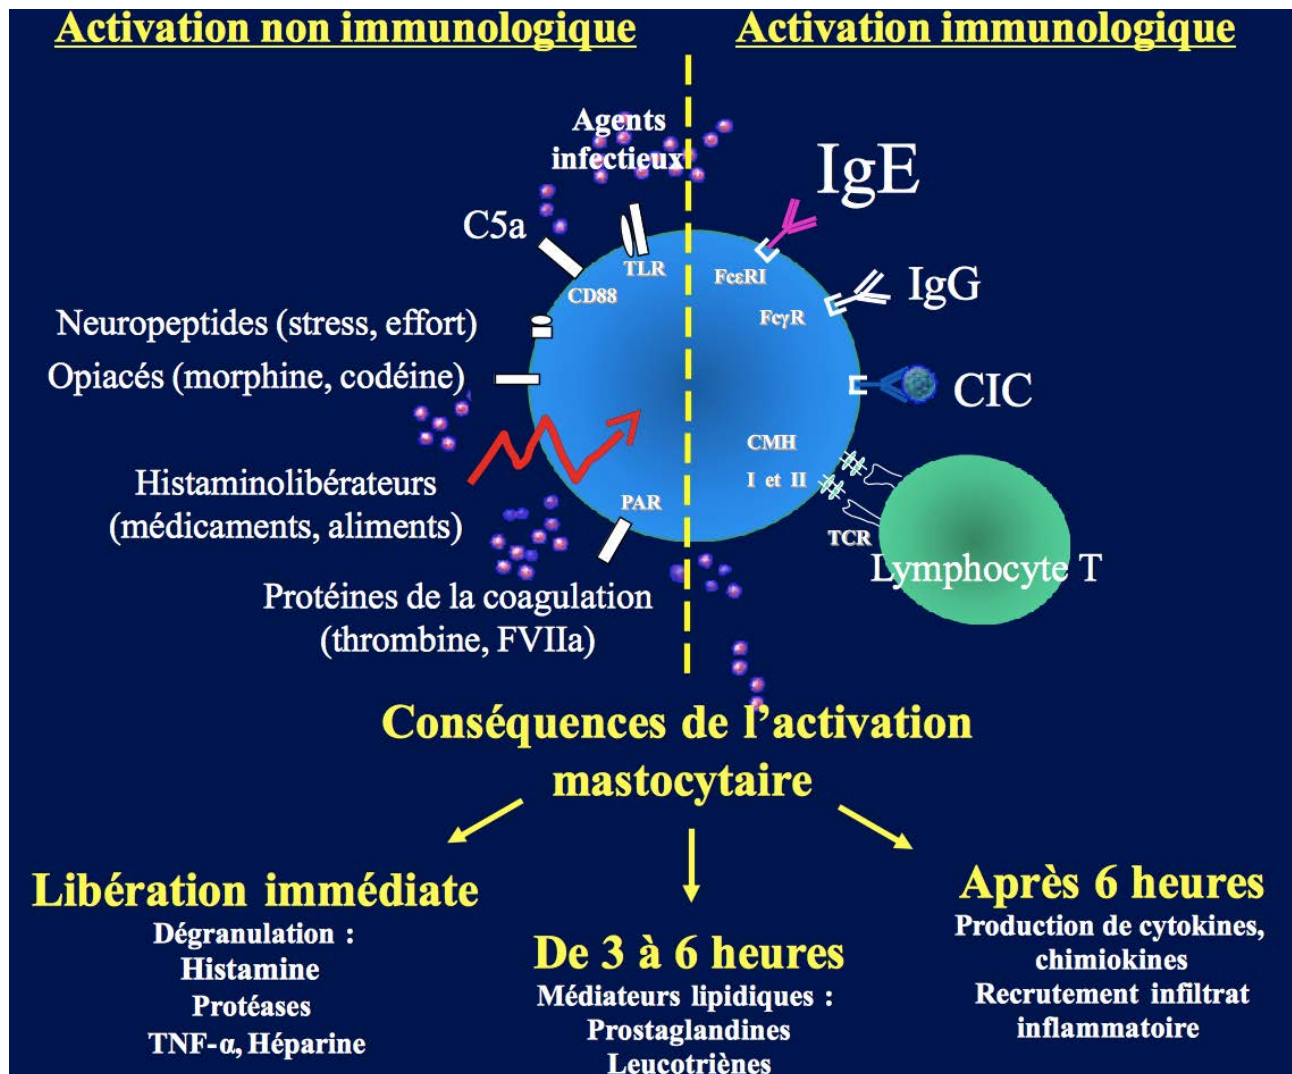 Activation non immunologique
Activation immunologique
Agents
infectieux
IgE
C5a
TLR
FcεRI
CD88
IgG
FcγR
Neuropeptides (stress, effort)
Opiacés (morphine, codéine)
CIC
CMH
I et II
Histaminolibérateurs
(médicaments, aliments)
PAR
TCR
Lymphocyte T
Protéines de la coagulation
(thrombine, FVIIa)
Conséquences de l’activation
mastocytaire
Libération immédiate
Dégranulation :
Histamine
Protéases
TNF-α, Héparine
De 3 à 6 heures
Médiateurs lipidiques :
Prostaglandines
Leucotriènes
Après 6 heures
Production de cytokines,
chimiokines
Recrutement infiltrat
inflammatoire